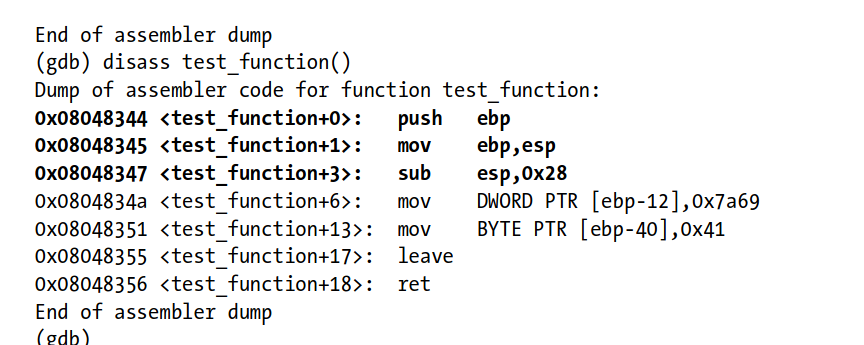 End of assembler dump
(gdb) disass test_function()
Dump of assembler code for function test_function:
0x08048344 <test_function+0>: push ebp
0x08048345 <test_function+1>: mov ebp,esp
0x08048347 <test_function+3>: sub esp,0x28
0x0804834a <test_function+6>: mov DWORD PTR [ebp-12],0x7a69
0x08048351 <test_function+13>: mov BYTE PTR [ebp-40],0x41
0x08048355 <test_function+17>: leave
0x08048356 <test_function+18>: ret
End of assembler dump
(gdb)